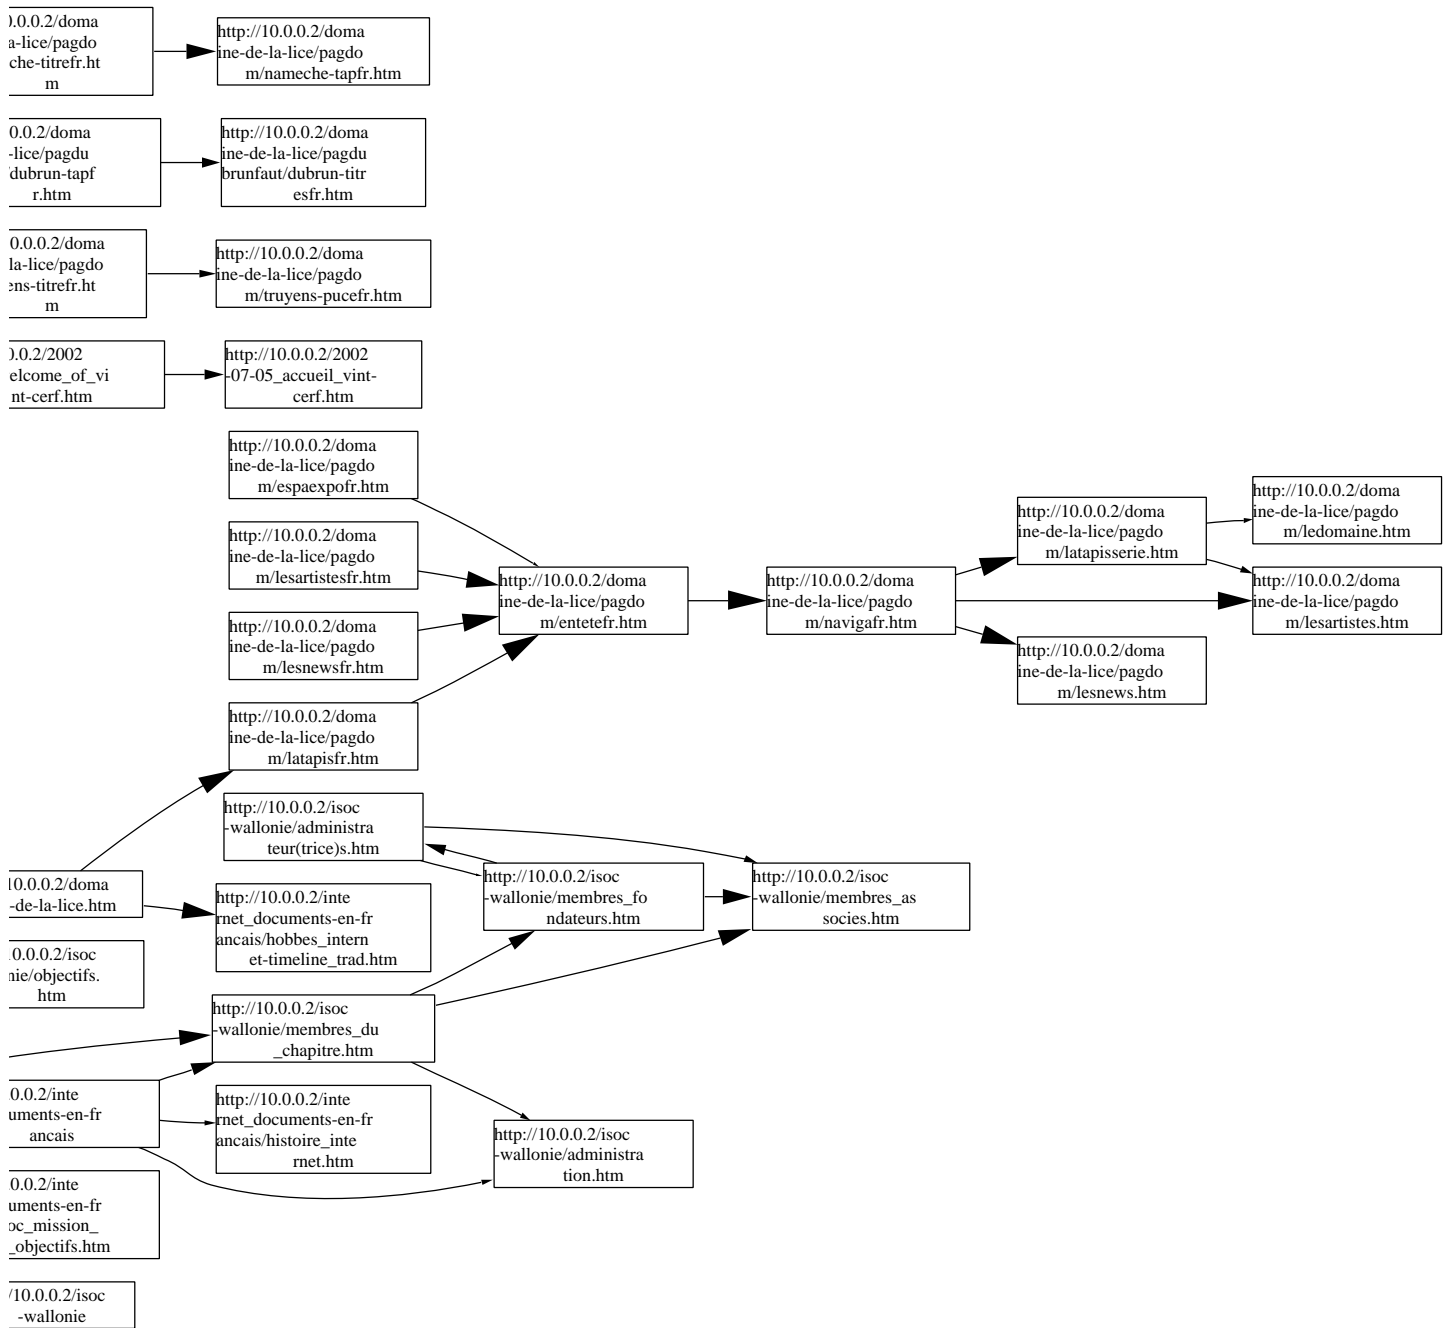 0.0.2/doma
a-lice/pagdo
che-titrefr.ht
m
http://10.0.0.2/doma
ine-de-la-lice/pagdo
m/nameche-tapfr.htm
0.0.2/doma
-lice/pagdu
/dubrun-tapf
r.htm
http://10.0.0.2/doma
ine-de-la-lice/pagdu
brunfaut/dubrun-titr
esfr.htm
0.0.2/doma
la-lice/pagdo
ens-titrefr.ht
m
http://10.0.0.2/doma
ine-de-la-lice/pagdo
m/truyens-pucefr.htm
0.0.2/2002
elcome_of_vi
nt-cerf.htm
http://10.0.0.2/2002
-07-05_accueil_vint-
cerf.htm
http://10.0.0.2/doma
ine-de-la-lice/pagdo
m/espaexpofr.htm
http://10.0.0.2/doma
ine-de-la-lice/pagdo
m/lesartistesfr.htm
http://10.0.0.2/doma
ine-de-la-lice/pagdo
m/lesnewsfr.htm
http://10.0.0.2/doma
ine-de-la-lice/pagdo
m/latapisfr.htm
http://10.0.0.2/doma
ine-de-la-lice/pagdo
m/entetefr.htm
http://10.0.0.2/doma
ine-de-la-lice/pagdo
m/navigafr.htm
http://10.0.0.2/doma
ine-de-la-lice/pagdo
m/latapisserie.htm
http://10.0.0.2/doma
ine-de-la-lice/pagdo
m/lesnews.htm
http://10.0.0.2/doma
ine-de-la-lice/pagdo
m/ledomaine.htm
http://10.0.0.2/doma
ine-de-la-lice/pagdo
m/lesartistes.htm
http://10.0.0.2/isoc
-wallonie/administra
teur(trice)s.htm
10.0.0.2/doma
-de-la-lice.htm
http://10.0.0.2/inte
rnet_documents-en-fr
ancais/hobbes_intern
et-timeline_trad.htm
http://10.0.0.2/isoc
-wallonie/membres_fo
ndateurs.htm
http://10.0.0.2/isoc
-wallonie/membres_as
socies.htm
10.0.0.2/isoc
nie/objectifs.
htm
http://10.0.0.2/isoc
-wallonie/membres_du
_chapitre.htm
0.0.2/inte
uments-en-fr
ancais
http://10.0.0.2/inte
rnet_documents-en-fr
ancais/histoire_inte
rnet.htm
http://10.0.0.2/isoc
-wallonie/administra
tion.htm
0.0.2/inte
uments-en-fr
oc_mission_
_objectifs.htm
/10.0.0.2/isoc
-wallonie